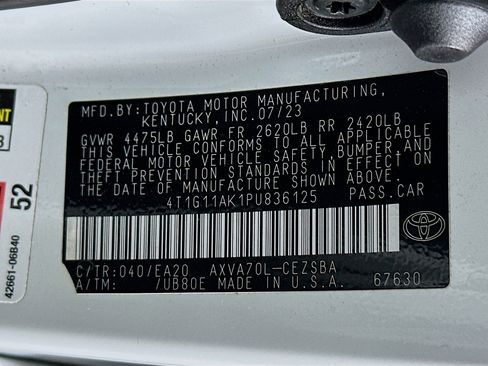 MFD.BY:TOYOTA MOTOR MANUFACTURING,
KENTUCKY,INC.07/23
GVWR 4475LB GAWR FR 2620LB RR 2420LB
THIS VEHICLE CONFORMS TO ALL APPLICABLE
FEDERAL MOTOR VEHICLE SAFETY,BUMPER,AND
THEFT PREVENTION STANDARDS IN EFFECT ON
THE DATE OF MANUFACTURE SHOWN ABOVE.
4T1G11AK1PU836125 PASS.CAR
C/TR:040/EA20 AXVA70L-CEZSBA
A/TM: /UB80E MADE IN U.S.A. 67630
52
42661-06B40